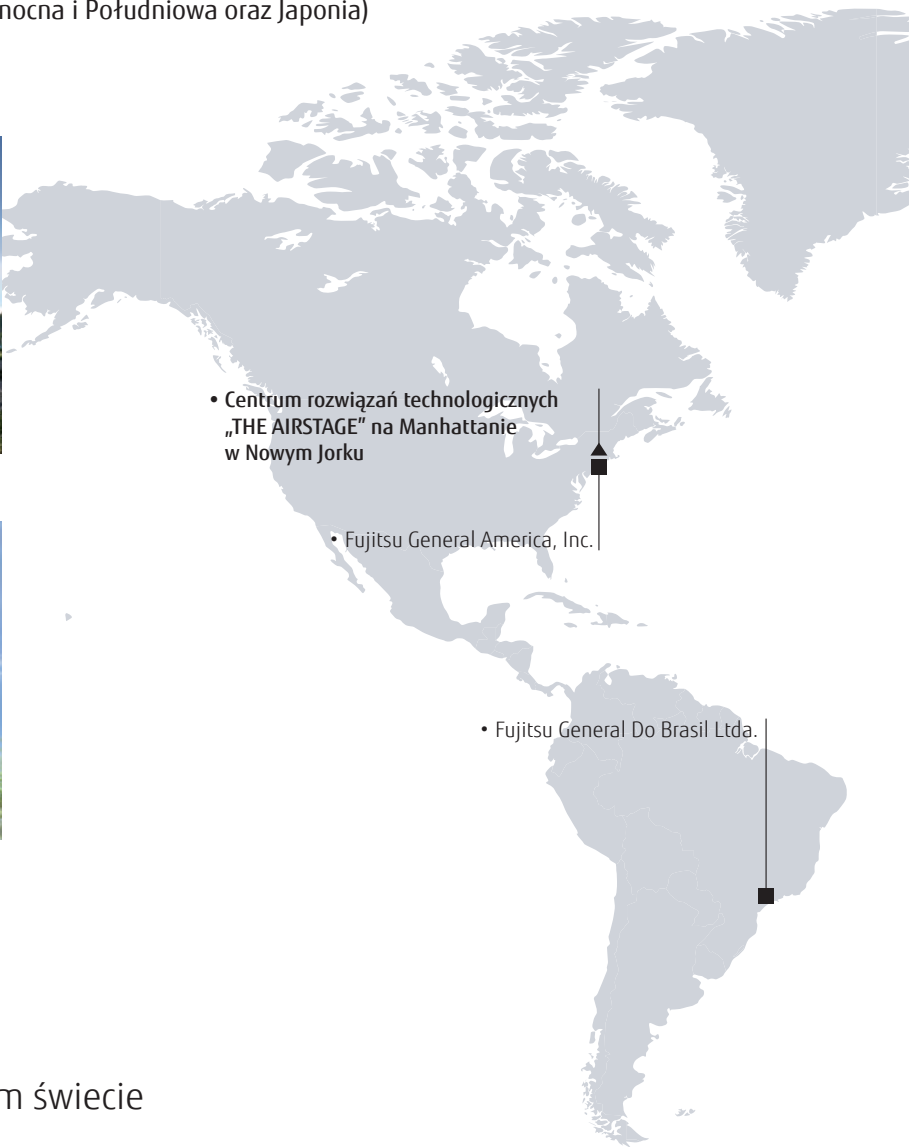 nocna i Południowa oraz Japonia)
• Centrum rozwiązań technologicznych
„THE AIRSTAGE” na Manhattanie
w Nowym Jorku
• Fujitsu General America, Inc.
• Fujitsu General Do Brasil Ltda.
m świecie